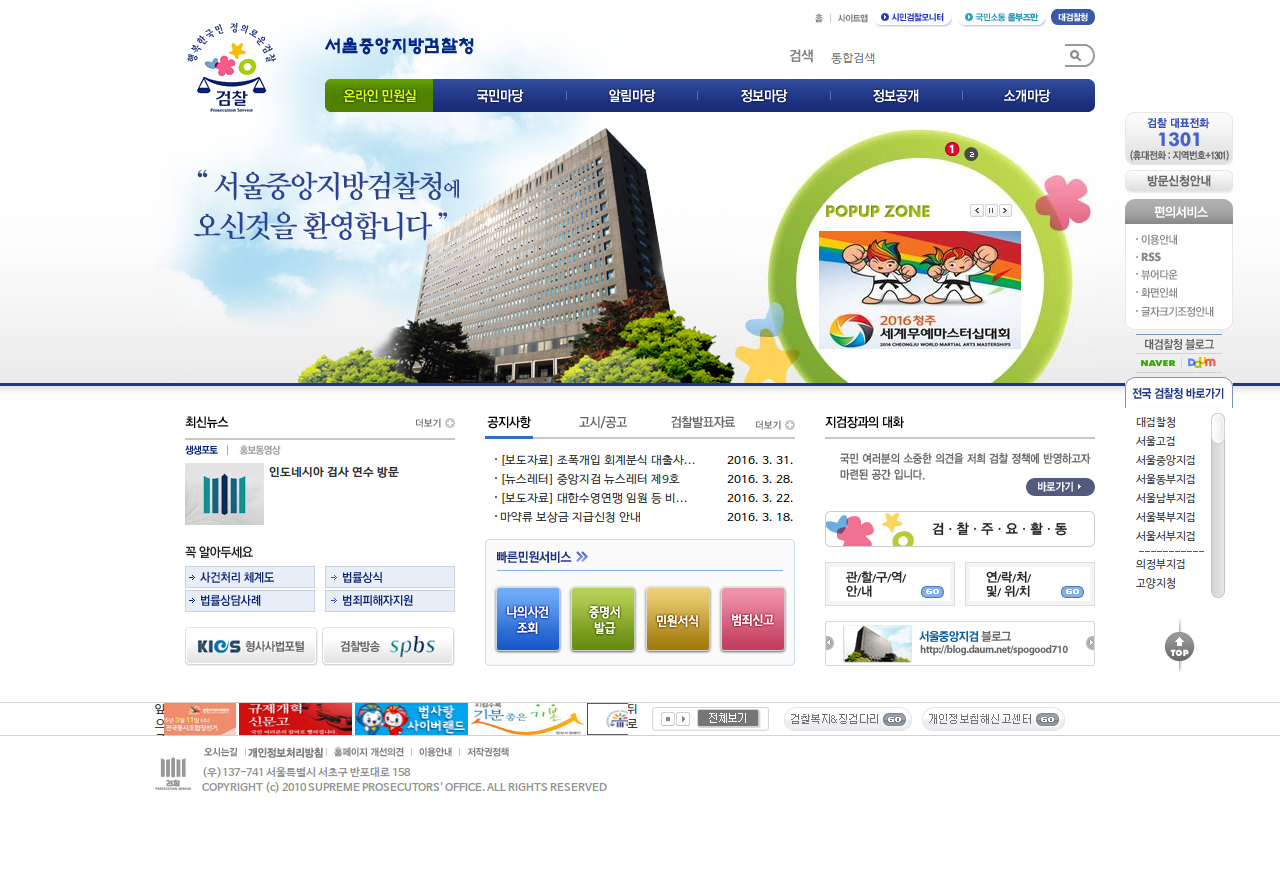 홈
사이트맵
시민검찰모니터
국민소통 옴부즈만
대검찰청
행복한국민 정의로운검찰
검찰
Prosecution Service
서울중앙지방검찰청
검색
통합검색
온라인 민원실
국민마당
알림마당
정보마당
정보공개
소개마당
“ 서울중앙지방검찰청에
오신것을 환영합니다 ”
1
2
POPUP ZONE
2016 청주
세계무예마스터십대회
2016 CHEONGJU WORLD MARTIAL ARTS MASTERSHIPS
검찰 대표전화
1301
(휴대전화 : 지역번호+1301)
방문신청안내
편의서비스
· 이용안내
· RSS
· 뷰어다운
· 화면인쇄
· 글자크기조정안내
대검찰청 블로그
NAVER
Daum
전국 검찰청 바로가기
대검찰청
서울고검
서울중앙지검
서울동부지검
서울남부지검
서울북부지검
서울서부지검
-----------
의정부지검
고양지청
TOP
최신뉴스
더보기
생생포토
홍보동영상
인도네시아 검사 연수 방문
꼭 알아두세요
사건처리 체계도
법률상식
법률상담사례
범죄피해자지원
KICS 형사사법포털
검찰방송 spbs
공지사항
고시/공고
검찰발표자료
더보기
· [보도자료] 조폭개입 회계분식 대출사... 2016. 3. 31.
· [뉴스레터] 중앙지검 뉴스레터 제9호 2016. 3. 28.
· [보도자료] 대한수영연맹 임원 등 비... 2016. 3. 22.
· 마약류 보상금 지급신청 안내 2016. 3. 18.
빠른민원서비스
나의사건
조회
증명서
발급
민원서식
범죄신고
지검장과의 대화
국민 여러분의 소중한 의견을 저희 검찰 정책에 반영하고자
마련된 공간 입니다.
바로가기
검·찰·주·요·활·동
관/할/구/역/
안/내
GO
연/락/처/
및/ 위/치
GO
서울중앙지검 블로그
http://blog.daum.net/spogood710
3월 11일(수)
전국동시조합장선거
규제개혁
신문고
법사랑
사이버랜드
기분좋은 기본
전체보기
검찰복지&징검다리 GO
개인정보침해신고센터 GO
오시는길
개인정보처리방침
홈페이지 개선의견
이용안내
저작권정책
검찰
PROSECUTION SERVICE
(우)137-741 서울특별시 서초구 반포대로 158
COPYRIGHT (c) 2010 SUPREME PROSECUTORS' OFFICE. ALL RIGHTS RESERVED